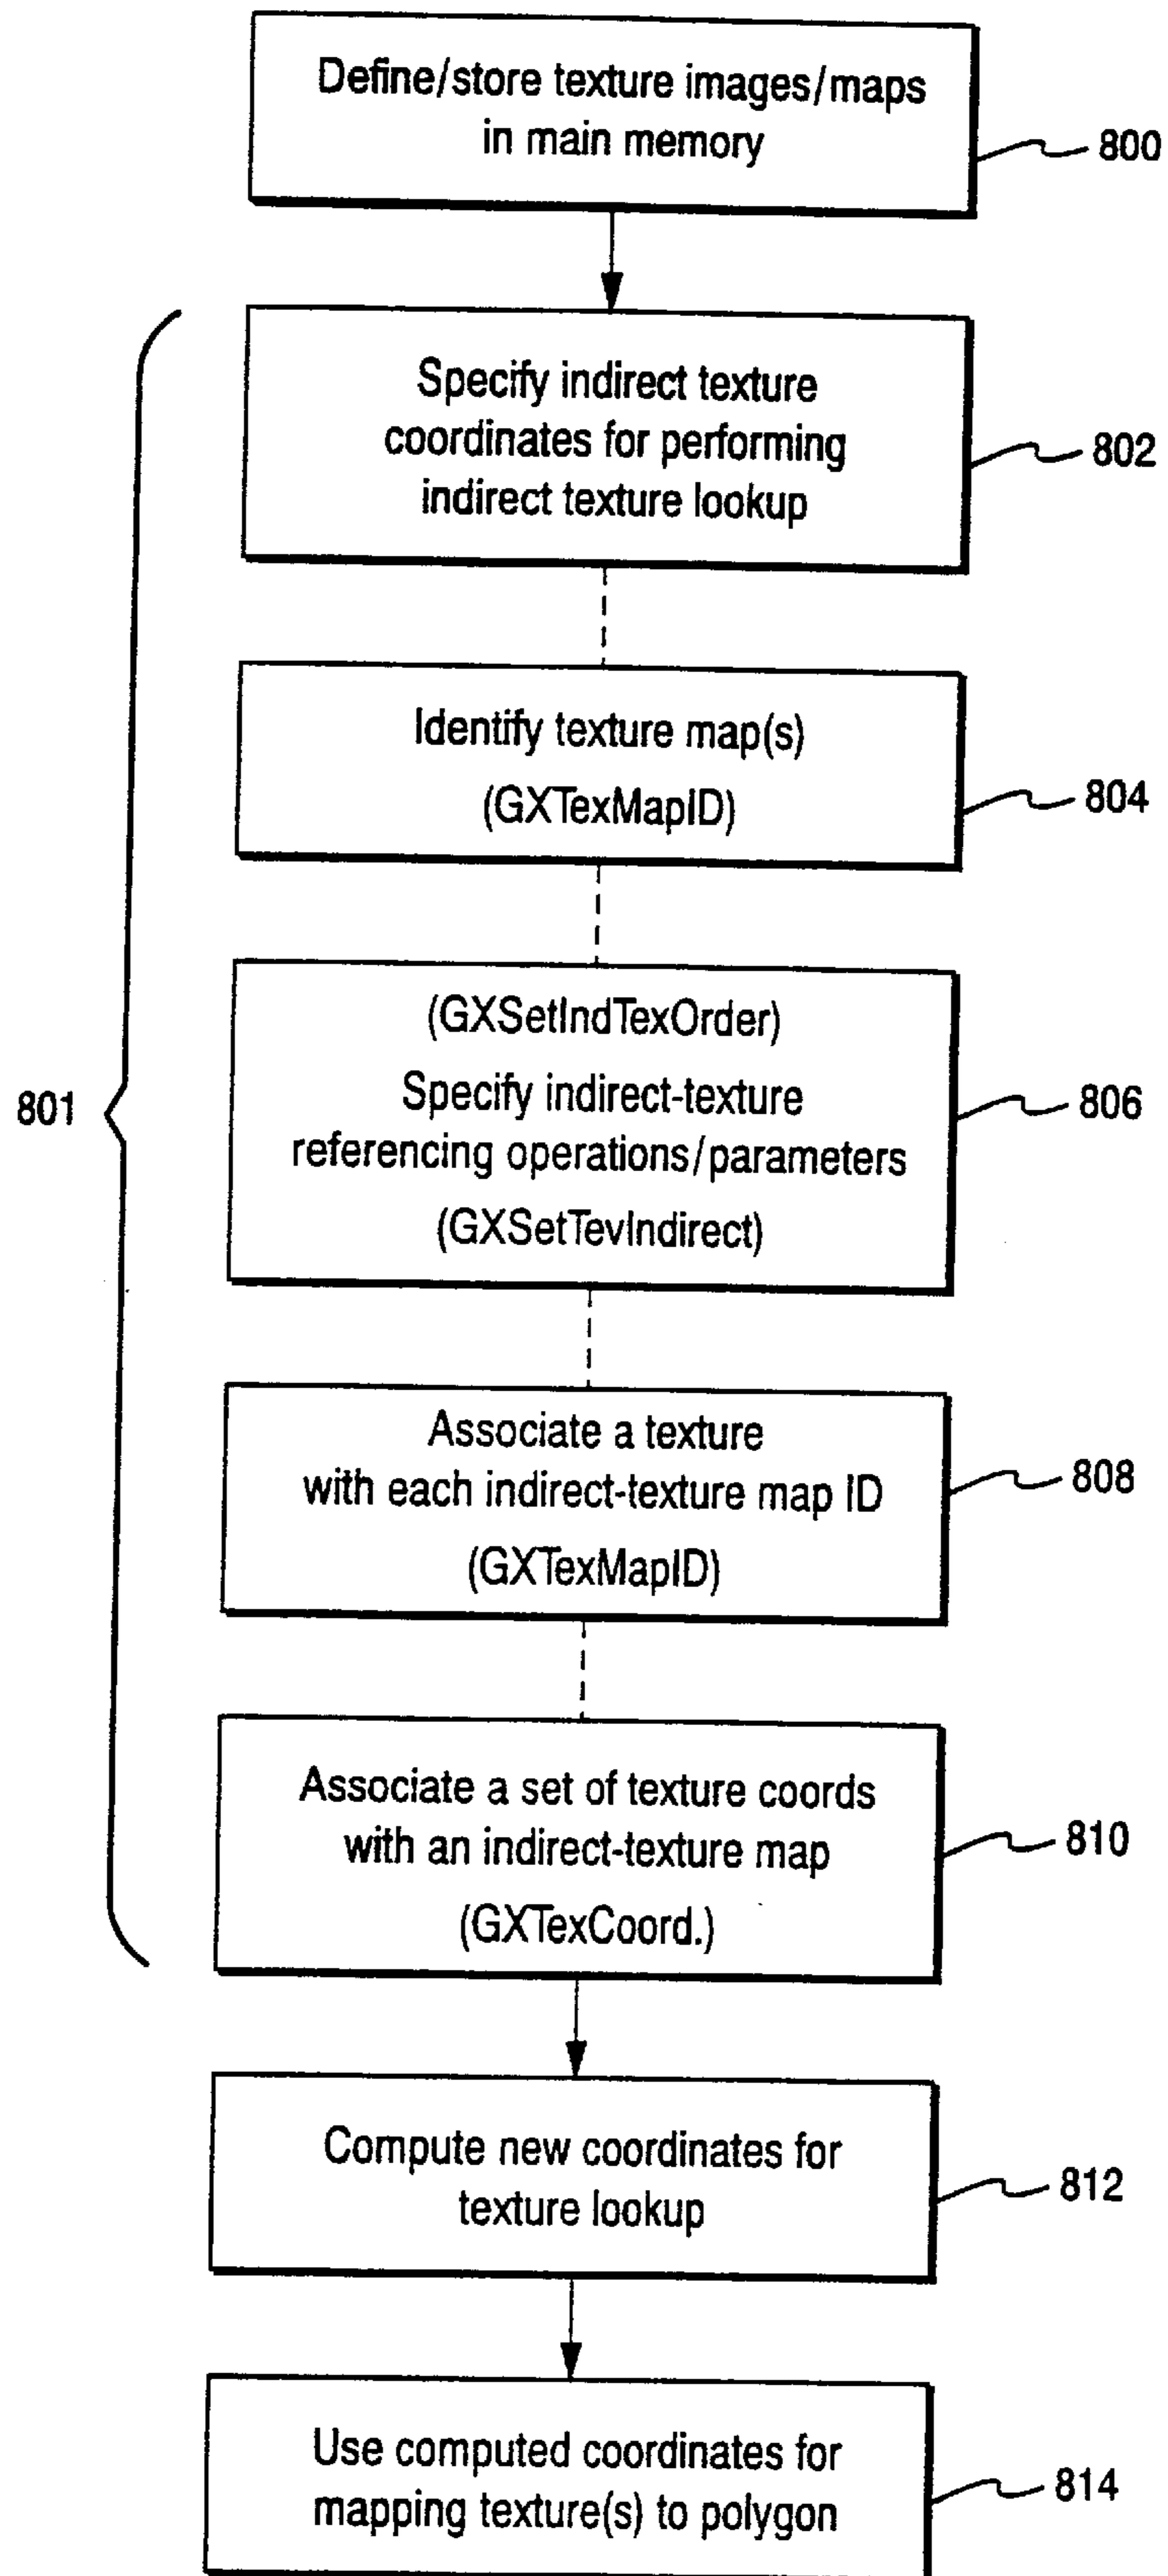 Define/store texture images/maps
in main memory
800
Specify indirect texture
coordinates for performing
indirect texture lookup
802
Identify texture map(s)
(GXTexMapID)
804
801
(GXSetIndTexOrder)
Specify indirect-texture
referencing operations/parameters
(GXSetTevIndirect)
806
Associate a texture
with each indirect-texture map ID
(GXTexMapID)
808
Associate a set of texture coords
with an indirect-texture map
(GXTexCoord.)
810
Compute new coordinates for
texture lookup
812
Use computed coordinates for
mapping texture(s) to polygon
814